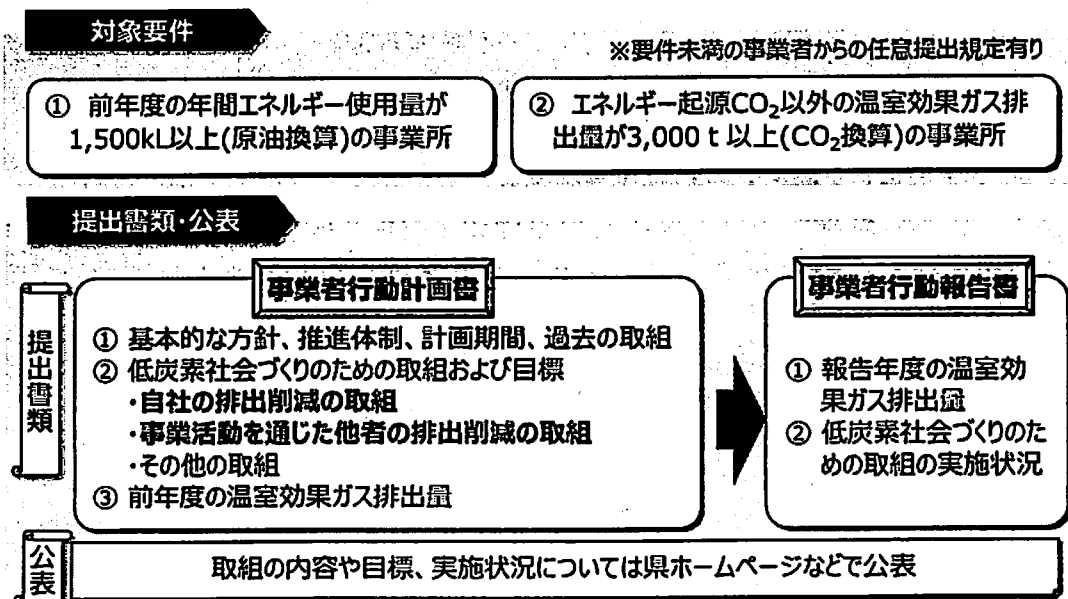 対象要件
※要件未満の事業者からの任意提出規定有り
① 前年度の年間エネルギー使用量が
1,500kL以上(原油換算)の事業所
② エネルギー起源CO₂以外の温室効果ガス排
出量が3,000 t 以上(CO₂換算)の事業所
提出書類・公表
提出書類
事業者行動計画書
① 基本的な方針、推進体制、計画期間、過去の取組
② 低炭素社会づくりのための取組および目標
・自社の排出削減の取組
・事業活動を通じた他者の排出削減の取組
・その他の取組
③ 前年度の温室効果ガス排出量
事業者行動報告書
① 報告年度の温室効
果ガス排出量
② 低炭素社会づくりのた
めの取組の実施状況
公表
取組の内容や目標、実施状況については県ホームページなどで公表